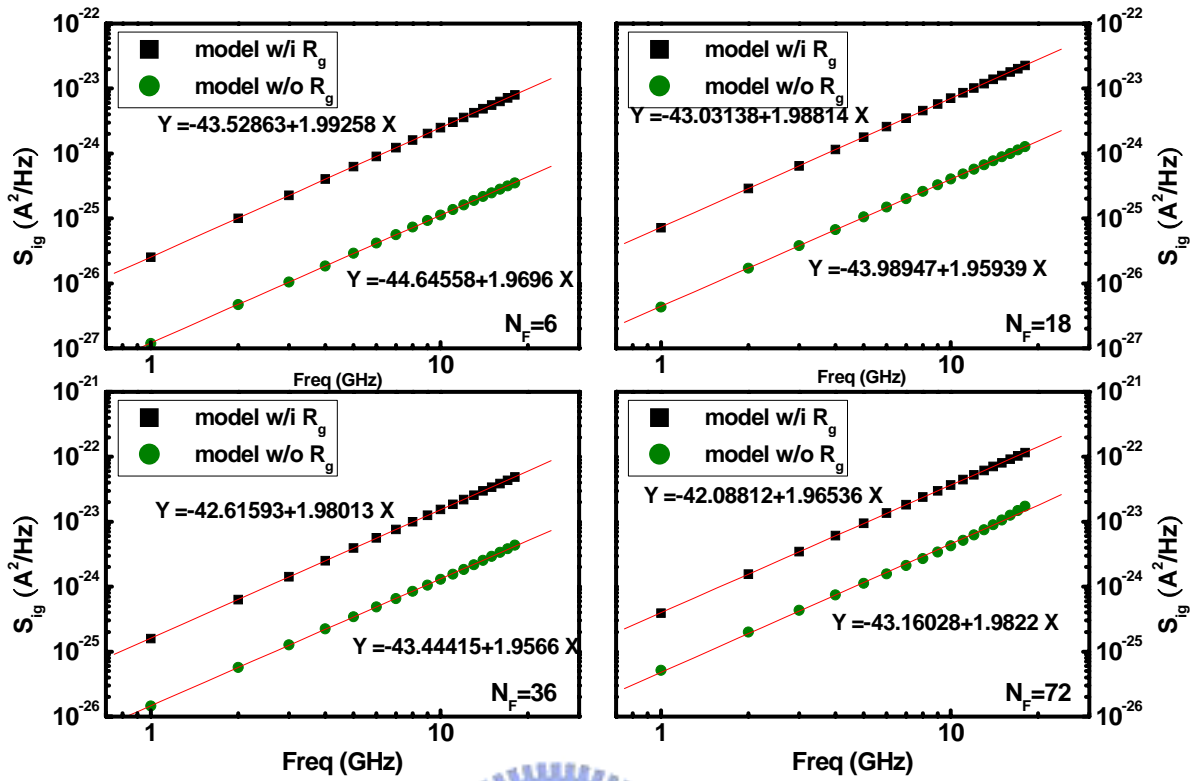 10^-22
10^-23
10^-24
10^-25
10^-26
10^-27
S_ig (A^2/Hz)
model w/i R_g
model w/o R_g
Y =-43.52863+1.99258 X
Y =-44.64558+1.9696 X
N_F=6
1
10
Freq (GHz)
model w/i R_g
model w/o R_g
Y =-43.03138+1.98814 X
Y =-43.98947+1.95939 X
N_F=18
1
10
Freq (GHz)
10^-22
10^-23
10^-24
10^-25
10^-26
10^-27
S_ig (A^2/Hz)
10^-21
10^-22
10^-23
10^-24
10^-25
10^-26
S_ig (A^2/Hz)
model w/i R_g
model w/o R_g
Y =-42.61593+1.98013 X
Y =-43.44415+1.9566 X
N_F=36
1
10
Freq (GHz)
model w/i R_g
model w/o R_g
Y =-42.08812+1.96536 X
Y =-43.16028+1.9822 X
N_F=72
1
10
Freq (GHz)
10^-21
10^-22
10^-23
10^-24
10^-25
10^-26
S_ig (A^2/Hz)